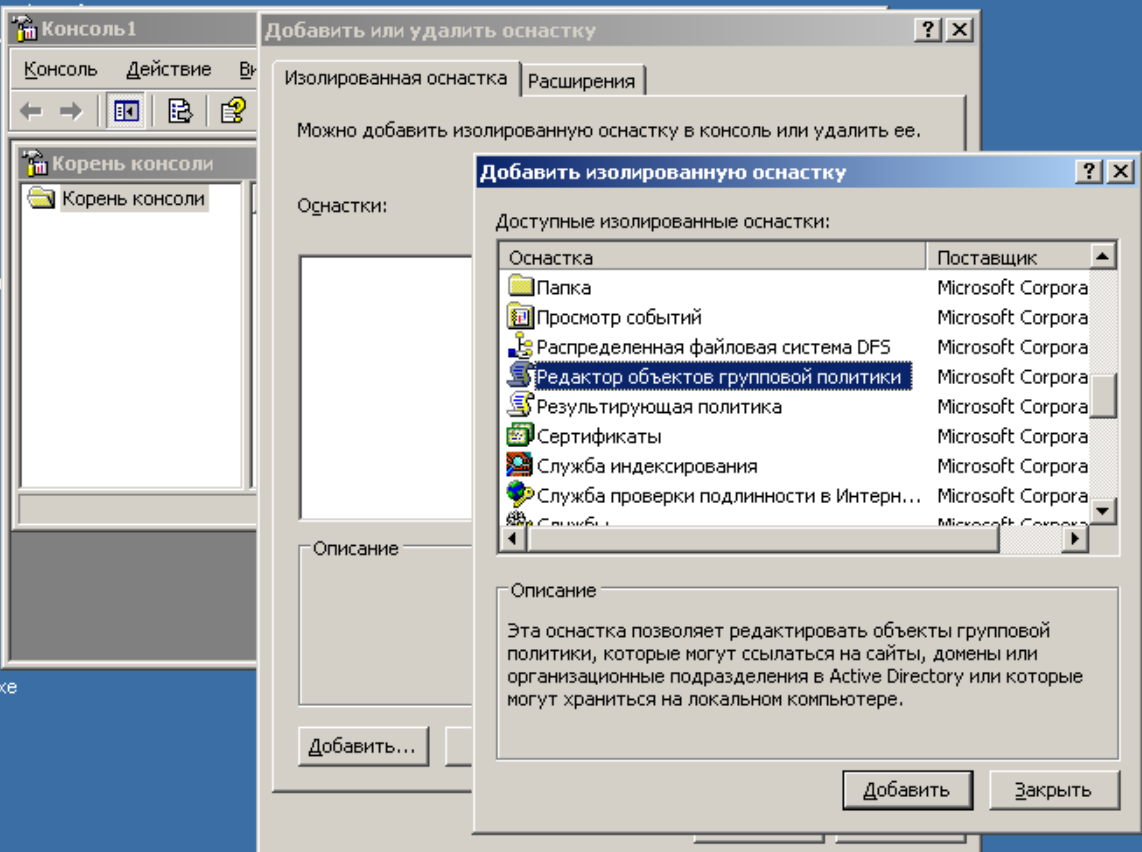 Консоль1
Консоль Действие
Корень консоли
Корень консоли
Добавить или удалить оснастку
Изолированная оснастка Расширения
Можно добавить изолированную оснастку в консоль или удалить ее.
Оснастки:
Описание
Добавить...
Добавить изолированную оснастку
Доступные изолированные оснастки:
Оснастка Поставщик
Папка Microsoft Corpora
Просмотр событий Microsoft Corpora
Распределенная файловая система DFS Microsoft Corpora
Редактор объектов групповой политики Microsoft Corpora
Результирующая политика Microsoft Corpora
Сертификаты Microsoft Corpora
Служба индексирования Microsoft Corpora
Служба проверки подлинности в Интерн... Microsoft Corpora
Службы Microsoft Corpora
Описание
Эта оснастка позволяет редактировать объекты групповой
политики, которые могут ссылаться на сайты, домены или
организационные подразделения в Active Directory или которые
могут храниться на локальном компьютере.
Добавить Закрыть